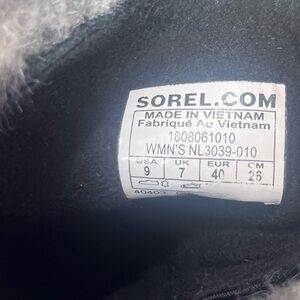 SOREL.COM
MADE IN VIETNAM
Fabriqué Au Vietnam
1808061010
WMN'S NL3039-010
USA UK EUR CM
9 7 40 26